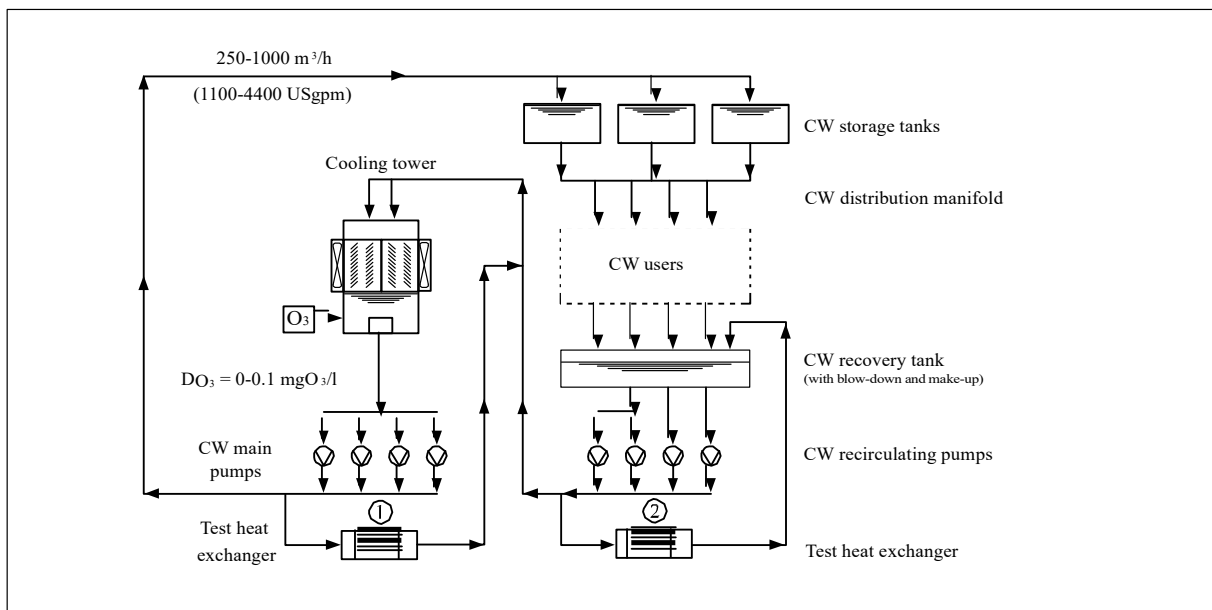 250-1000 m³/h
(1100-4400 USgpm)
CW storage tanks
Cooling tower
CW distribution manifold
CW users
O₃
CW recovery tank
(with blow-down and make-up)
DO₃ = 0-0.1 mgO₃/l
CW main
pumps
CW recirculating pumps
1
2
Test heat
exchanger
Test heat exchanger